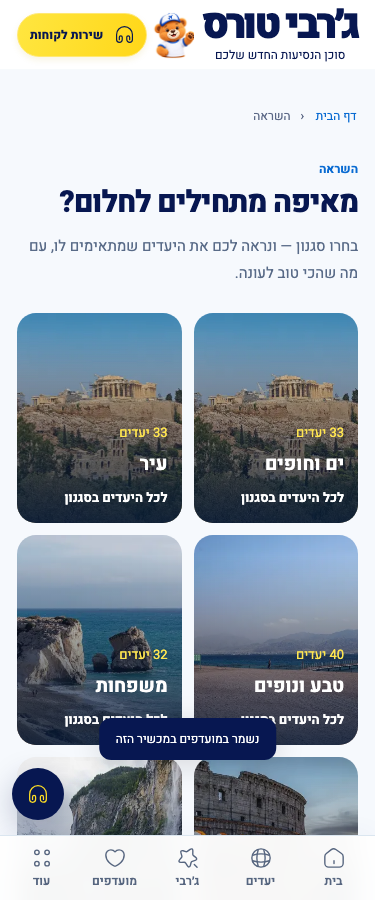 ג'רבי טורס
סוכן הנסיעות החדש שלכם
שירות לקוחות
דף הבית › השראה
השראה
מאיפה מתחילים לחלום?
בחרו סגנון — ונראה לכם את היעדים שמתאימים לו, עם
מה שהכי טוב לעונה.
33 יעדים
ים וחופים
לכל היעדים בסגנון
33 יעדים
עיר
לכל היעדים בסגנון
40 יעדים
טבע ונופים
32 יעדים
משפחות
נשמר במועדפים במכשיר הזה
בית
יעדים
ג'רבי
מועדפים
עוד